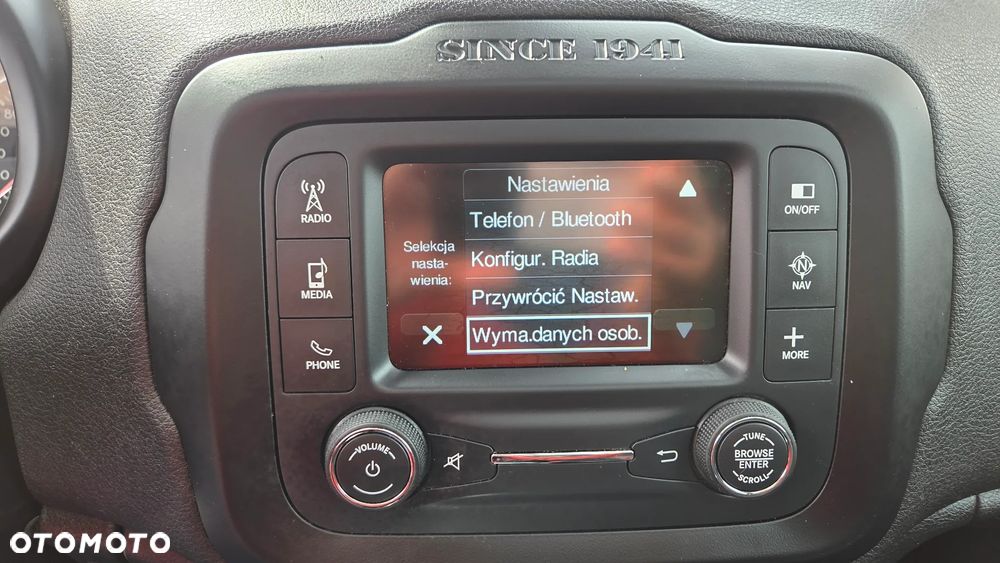 SINCE 1941
RADIO
MEDIA
PHONE
Nastawienia
Telefon / Bluetooth
Selekcja
nasta-
wienia:
Konfigur. Radia
Przywrócić Nastaw.
Wyma.danych osob.
ON/OFF
NAV
MORE
VOLUME
TUNE
BROWSE
ENTER
SCROLL
OTOMOTO